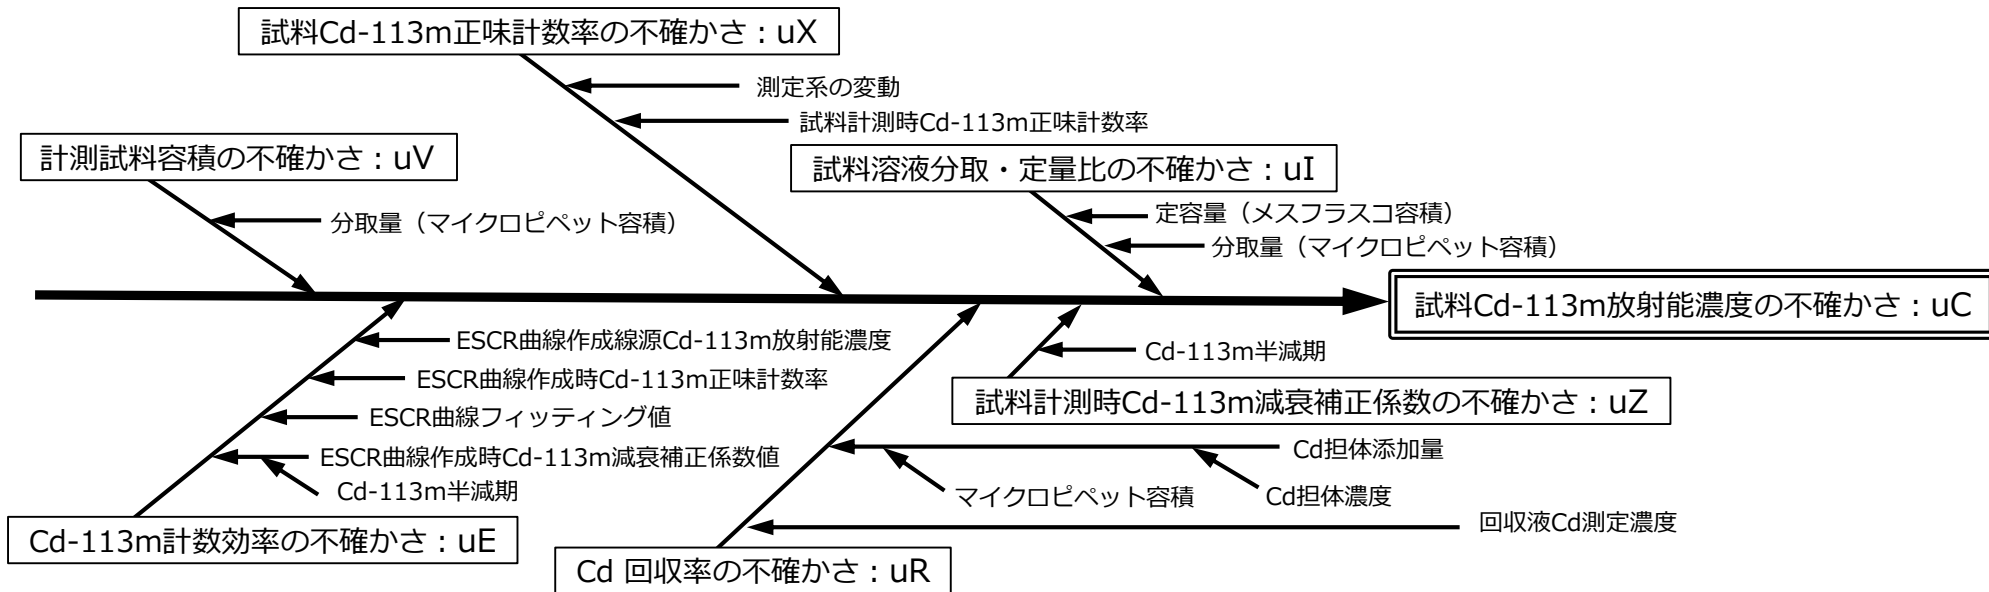 試料Cd-113m正味計数率の不確かさ：uX
測定系の変動
試料計測時Cd-113m正味計数率
計測試料容積の不確かさ：uV
試料溶液分取・定量比の不確かさ：uI
分取量（マイクロピペット容積）
定容量（メスフラスコ容積）
分取量（マイクロピペット容積）
試料Cd-113m放射能濃度の不確かさ：uC
ESCR曲線作成線源Cd-113m放射能濃度
Cd-113m半減期
ESCR曲線作成時Cd-113m正味計数率
試料計測時Cd-113m減衰補正係数の不確かさ：uZ
ESCR曲線フィッティング値
Cd担体添加量
ESCR曲線作成時Cd-113m減衰補正係数値
Cd-113m半減期
マイクロピペット容積
Cd担体濃度
回収液Cd測定濃度
Cd-113m計数効率の不確かさ：uE
Cd 回収率の不確かさ：uR